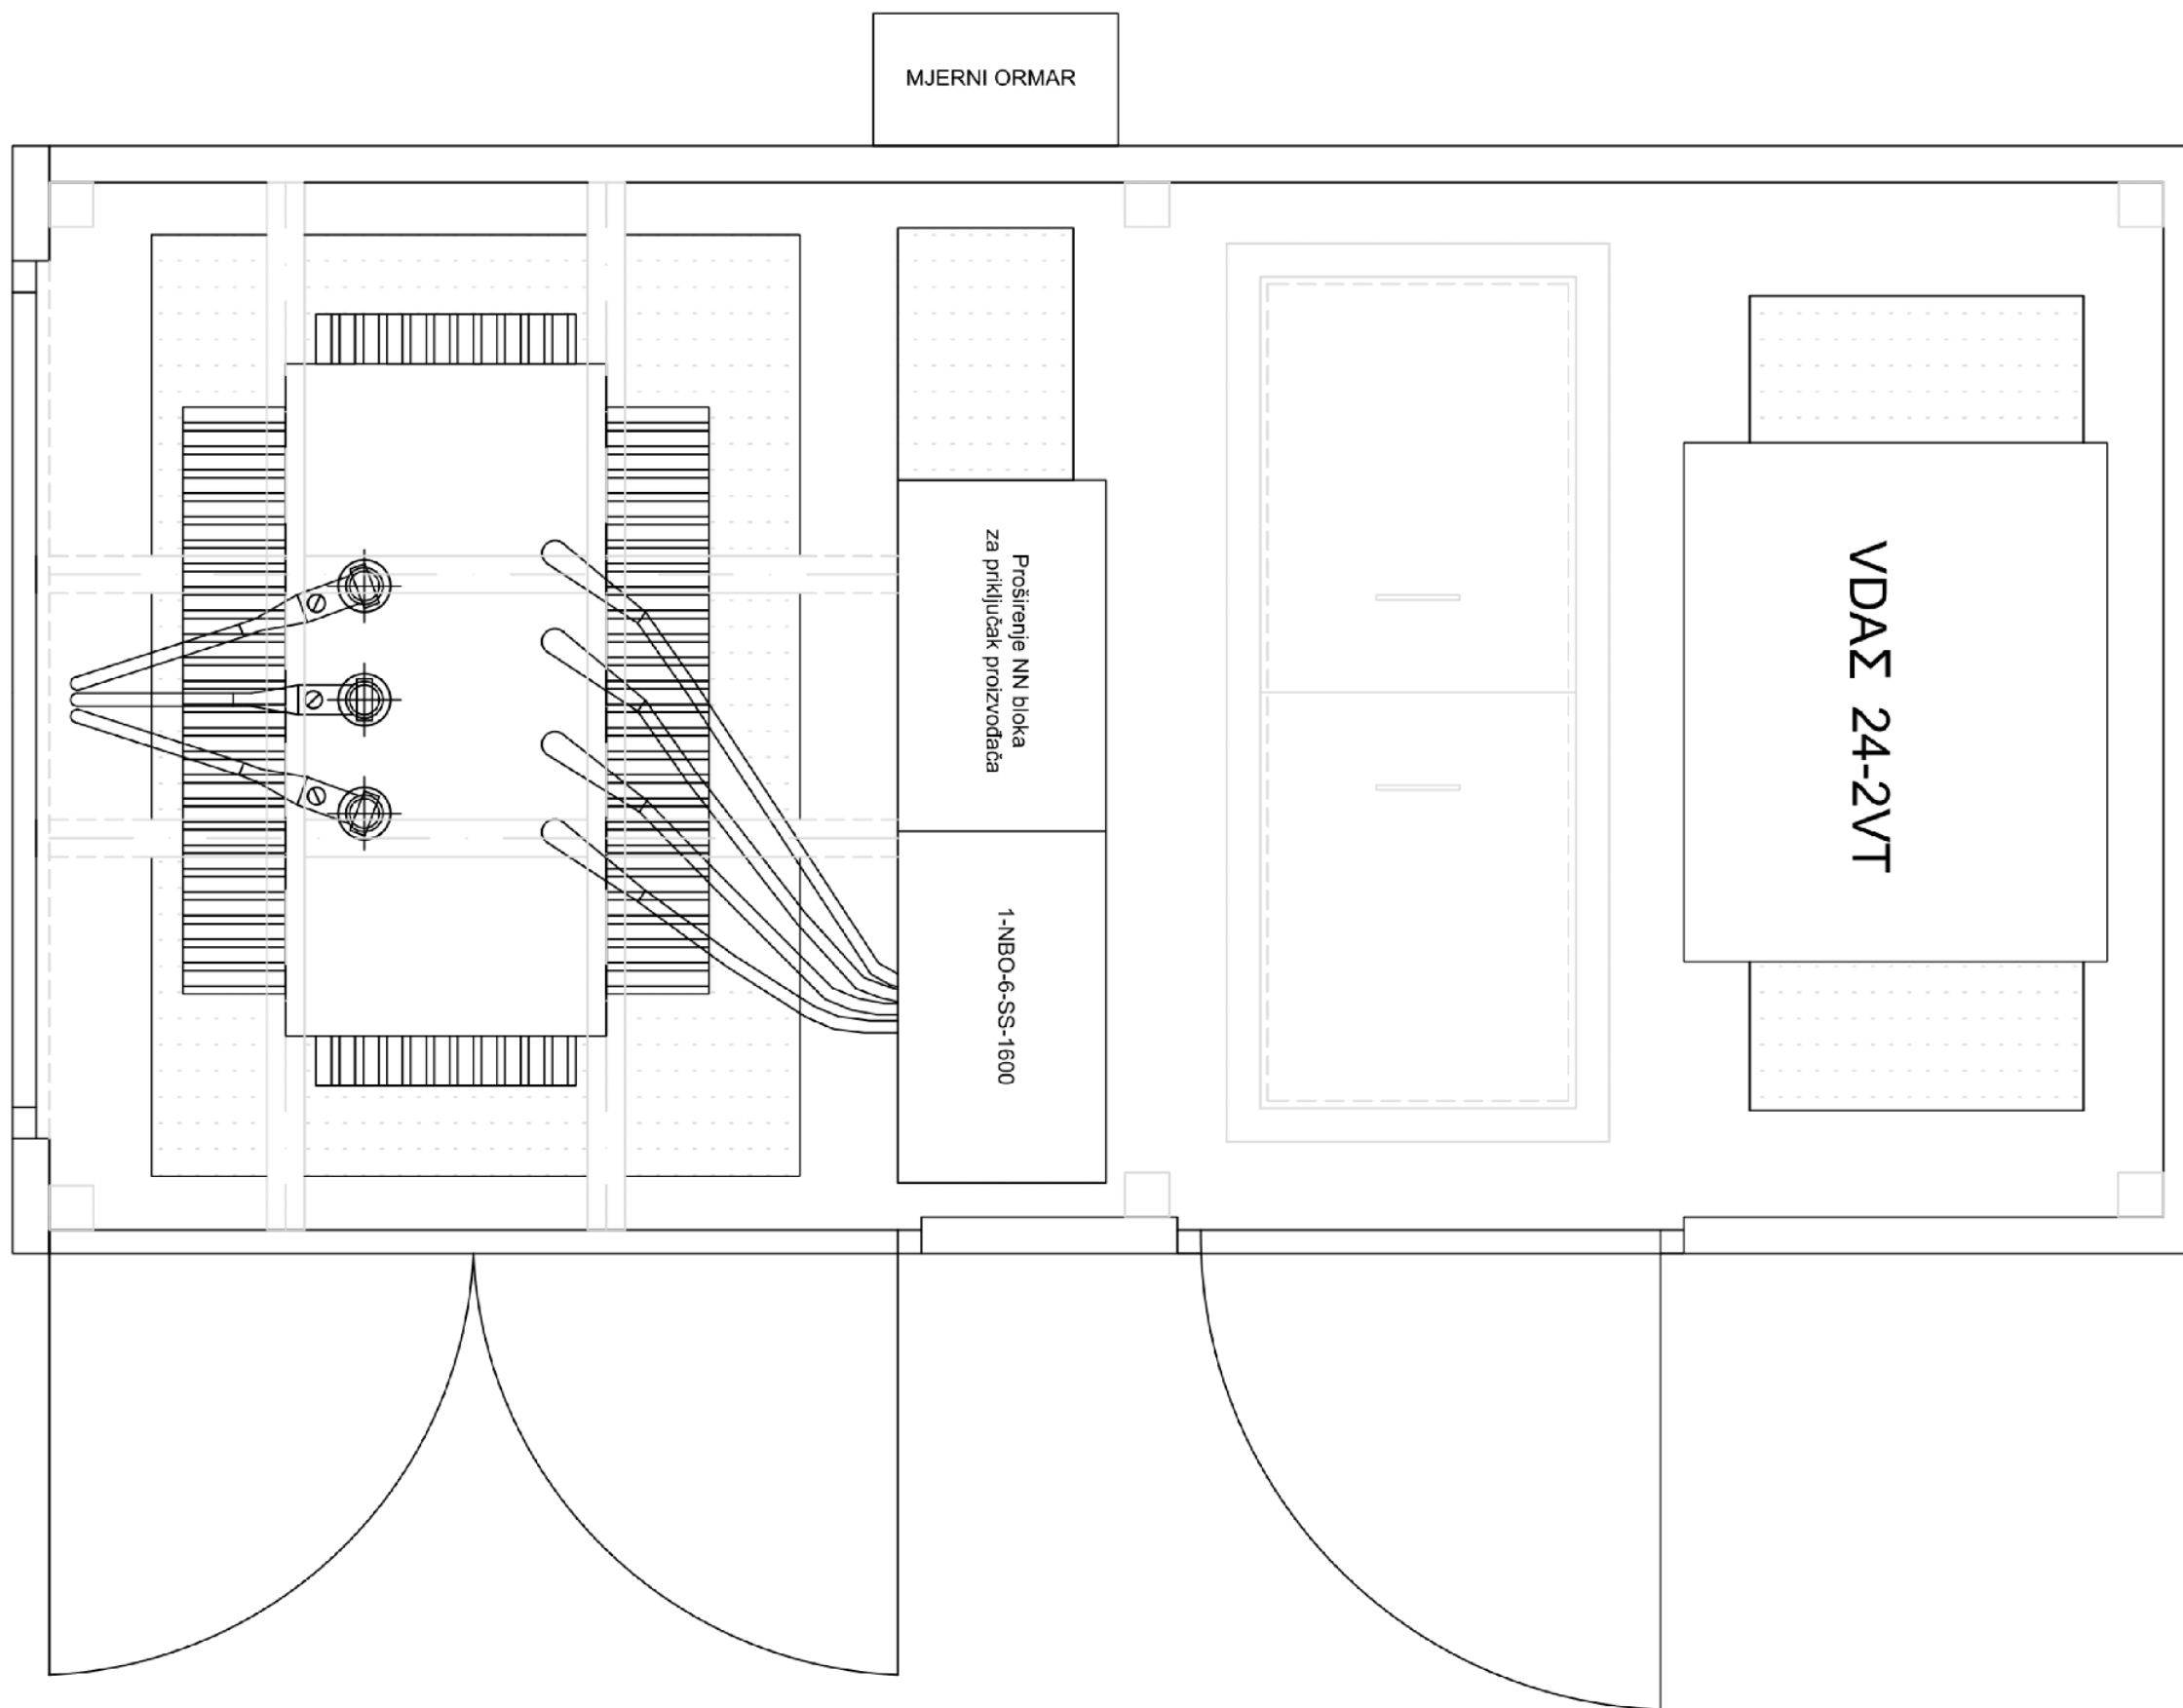 MJERNI ORMAR
Proširenje NN bloka
za priključak proizvođača
1-NBO-6-SS-1600
VDAΣ 24-2VT